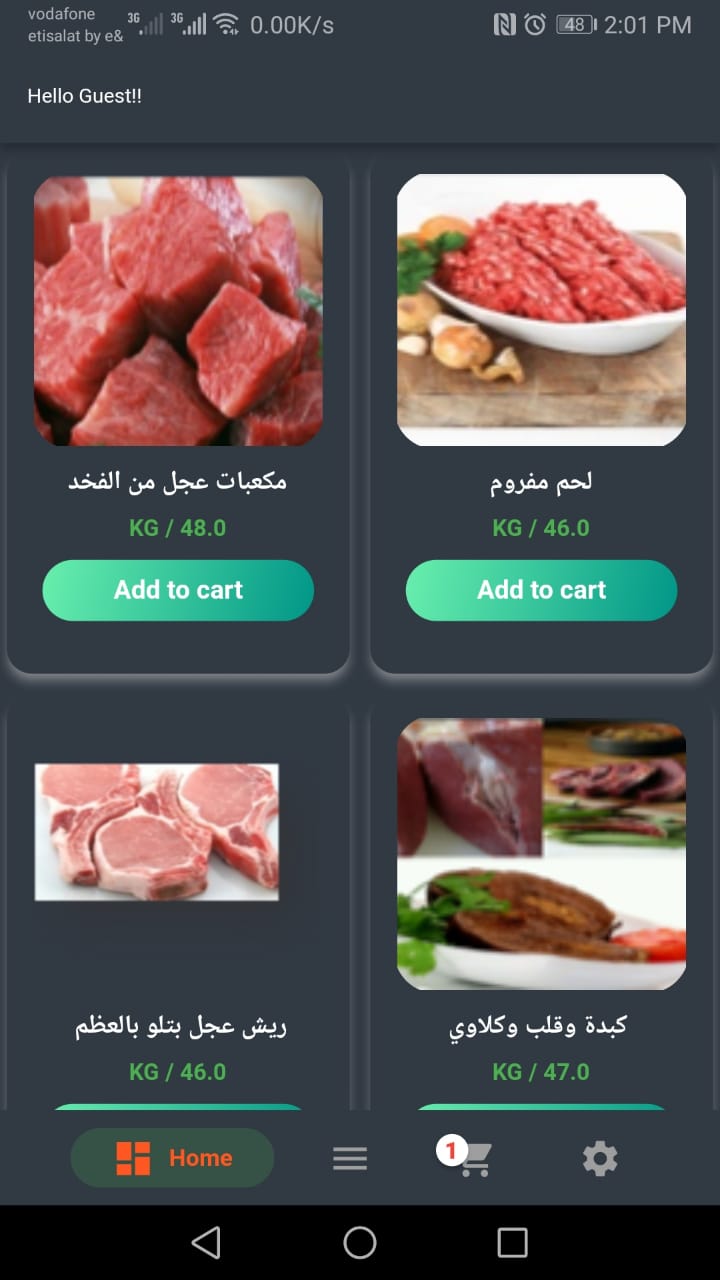 vodafone
etisalat by e&
3G
3G
0.00K/s
48
2:01 PM
Hello Guest!!
مكعبات عجل من الفخد
KG / 48.0
Add to cart
لحم مفروم
KG / 46.0
Add to cart
ريش عجل بتلو بالعظم
KG / 46.0
كبدة وقلب وكلاوي
KG / 47.0
Home
1